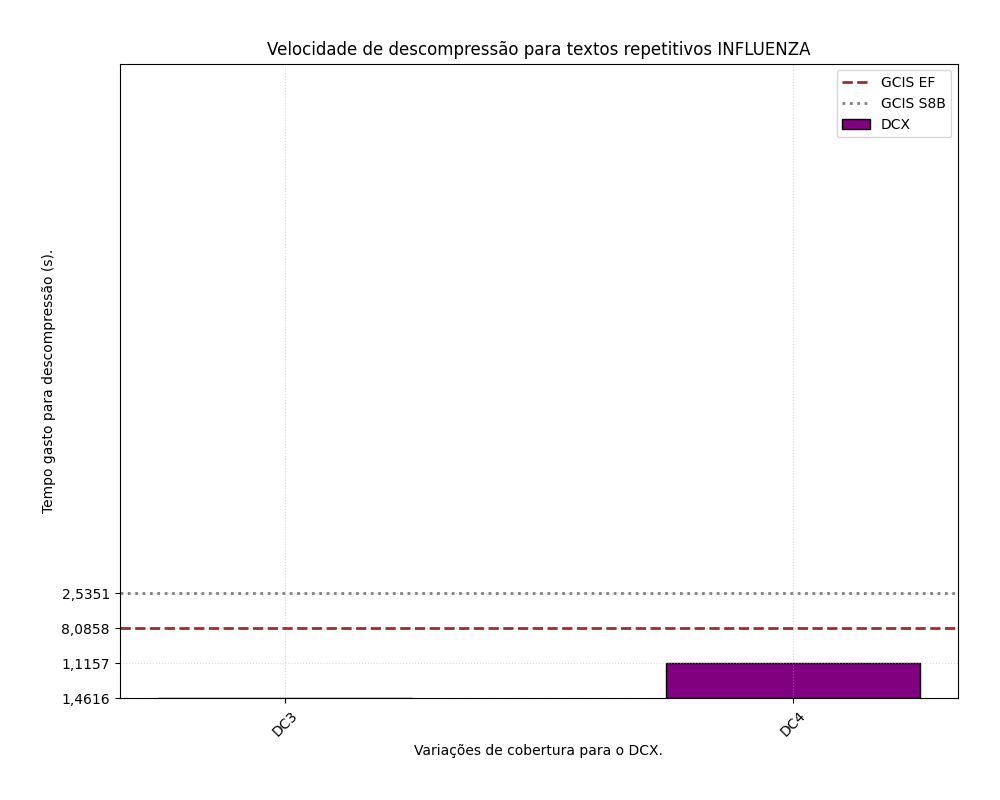 Velocidade de descompressão para textos repetitivos INFLUENZA
GCIS EF
GCIS S8B
DCX
Tempo gasto para descompressão (s).
2,5351
8,0858
1,1157
1,4616
DC3
DC4
Variações de cobertura para o DCX.